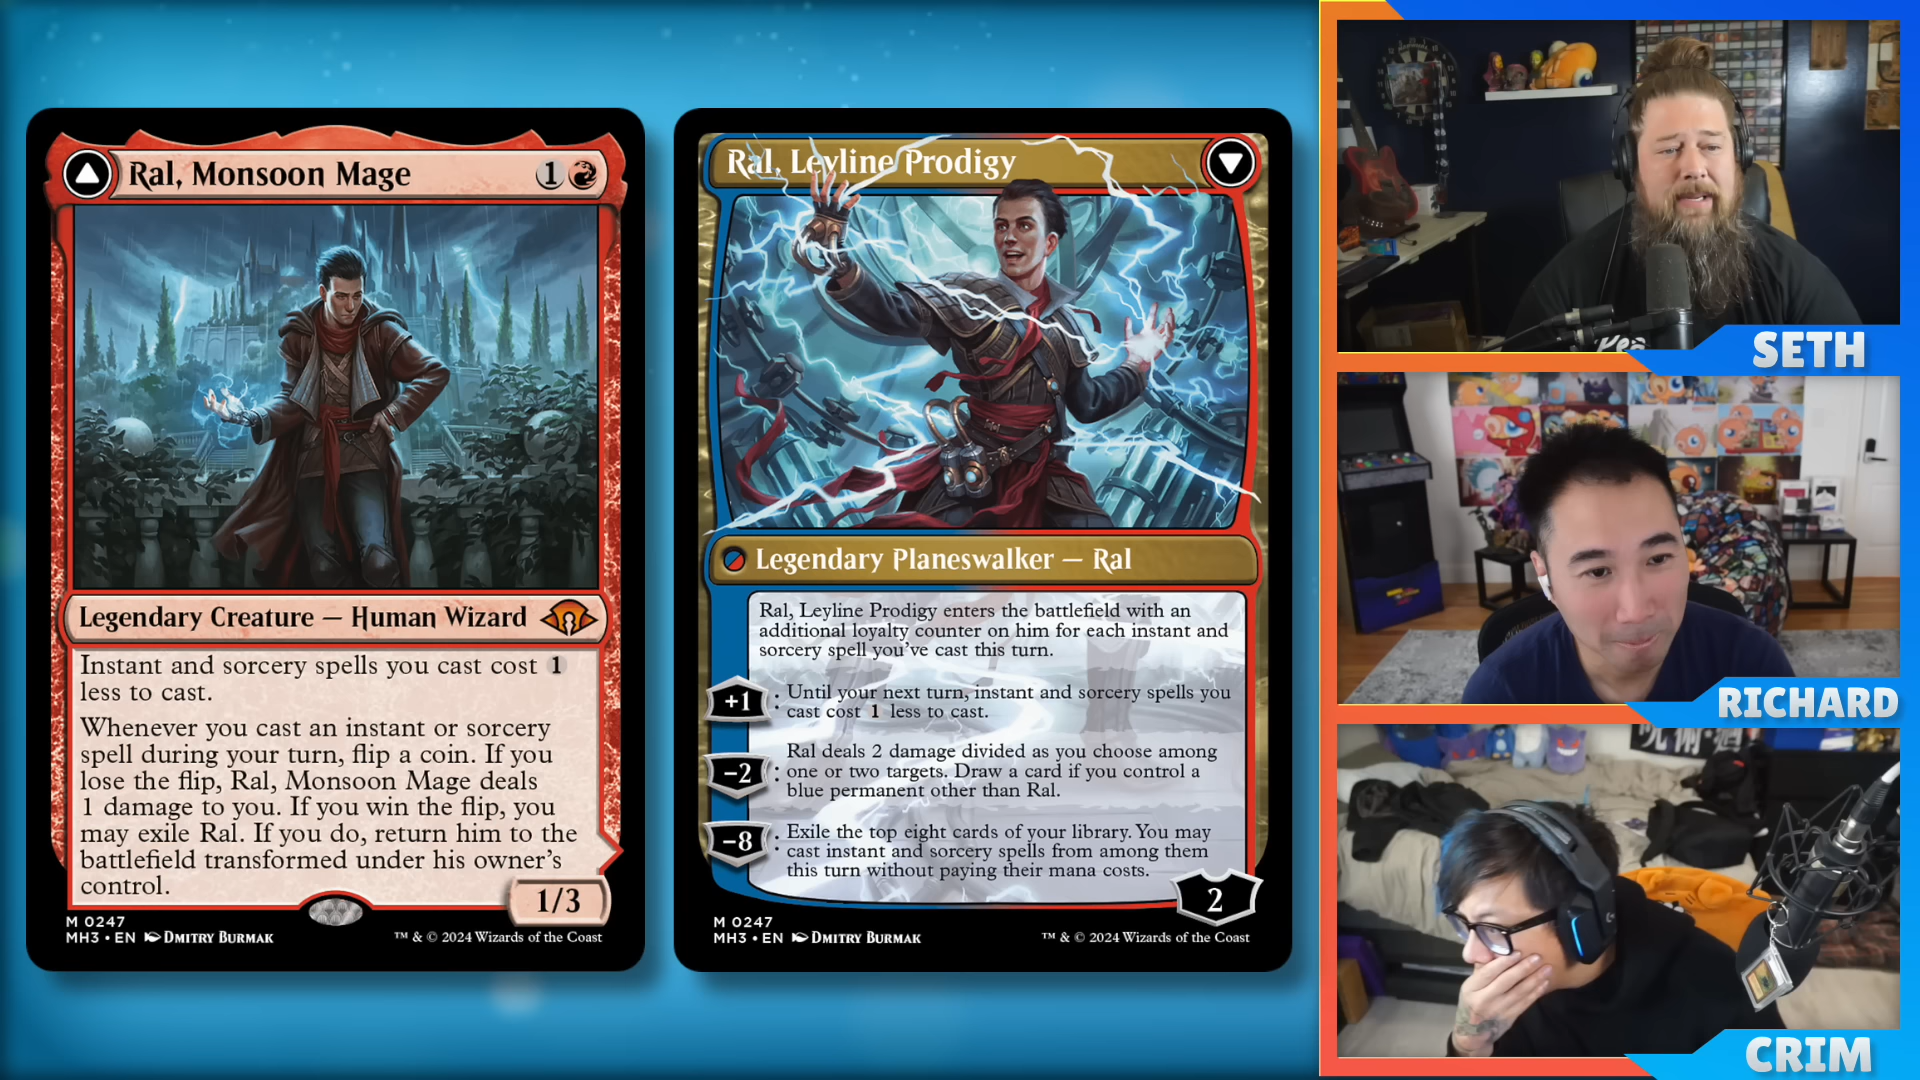 Ral, Monsoon Mage 1
Legendary Creature — Human Wizard
Instant and sorcery spells you cast cost 1
less to cast.
Whenever you cast an instant or sorcery
spell during your turn, flip a coin. If you
lose the flip, Ral, Monsoon Mage deals
1 damage to you. If you win the flip, you
may exile Ral. If you do, return him to the
battlefield transformed under his owner's
control.
1/3
M 0247
MH3 • EN DMITRY BURMAK
™ & © 2024 Wizards of the Coast
Ral, Leyline Prodigy
Legendary Planeswalker — Ral
Ral, Leyline Prodigy enters the battlefield with an
additional loyalty counter on him for each instant and
sorcery spell you've cast this turn.
+1 : Until your next turn, instant and sorcery spells you
cast cost 1 less to cast.
Ral deals 2 damage divided as you choose among
−2 : one or two targets. Draw a card if you control a
blue permanent other than Ral.
−8 : Exile the top eight cards of your library. You may
cast instant and sorcery spells from among them
this turn without paying their mana costs.
2
M 0247
MH3 • EN DMITRY BURMAK
™ & © 2024 Wizards of the Coast
SETH
RICHARD
CRIM